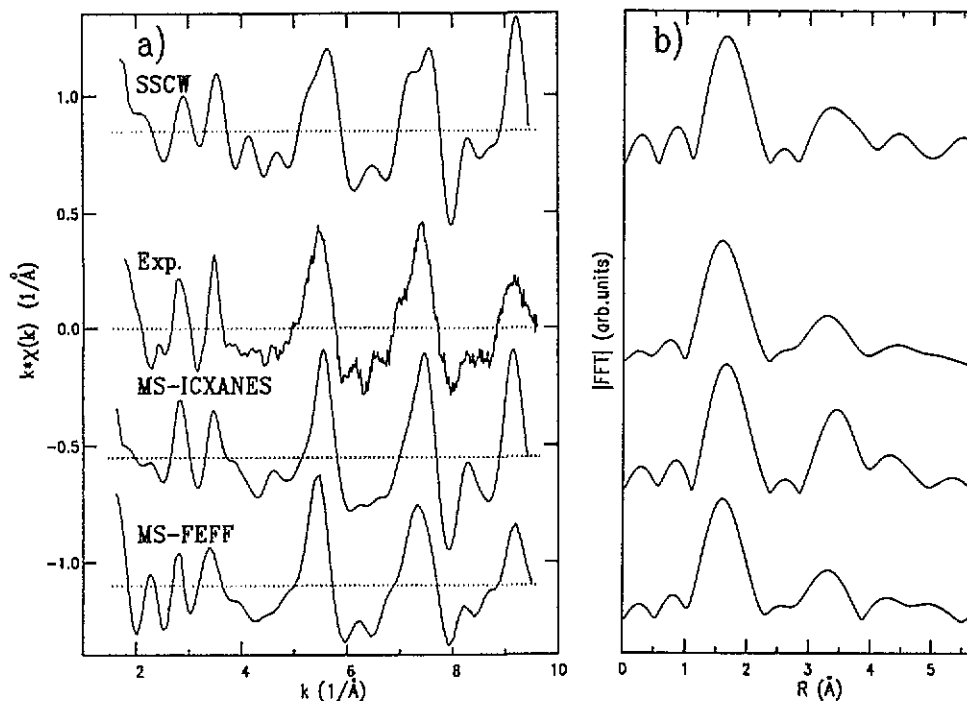 a)
SSCW
1.0
0.5
Exp.
0.0
MS-ICXANES
-0.5
MS-FEFF
-1.0
k*χ(k) (1/Å)
2
4
6
8
10
k (1/Å)
b)
|FFT| (arb.units)
0
1
2
3
4
5
R (Å)